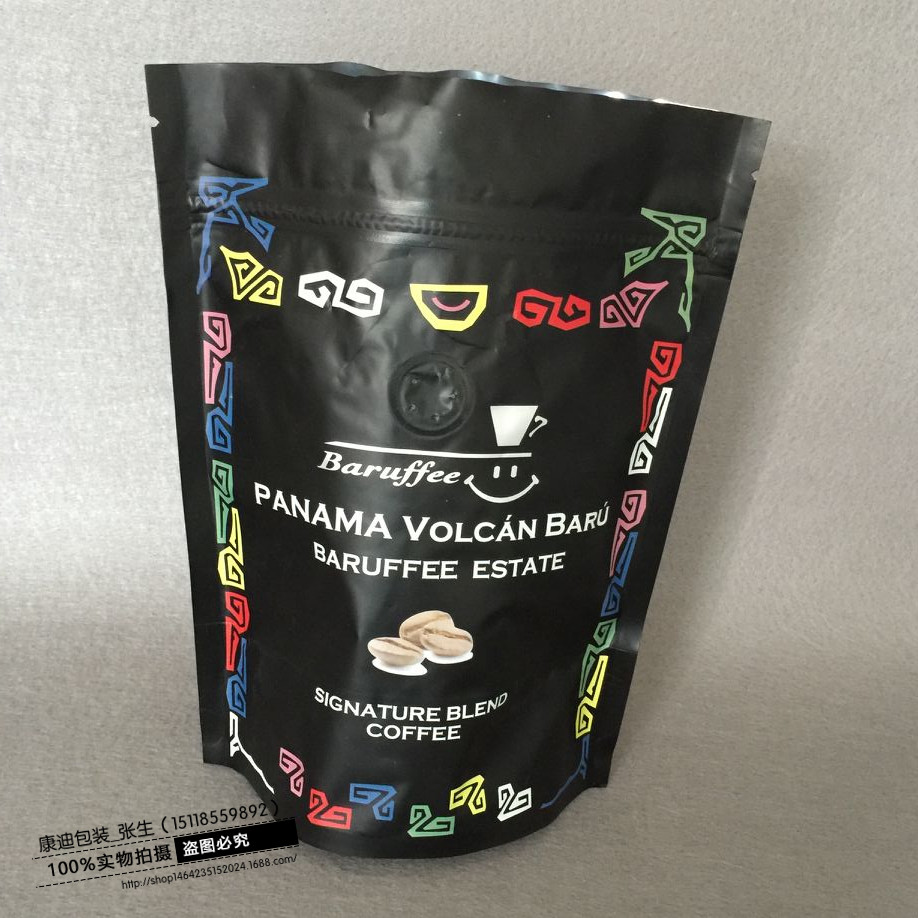 Baruffee
PANAMA VOLCÁN BARÚ
BARUFFEE ESTATE
SIGNATURE BLEND
COFFEE
康迪包装 张生（15118559892）
100%实物拍摄 盗图必究
http://shop1464235152024.1688.com/